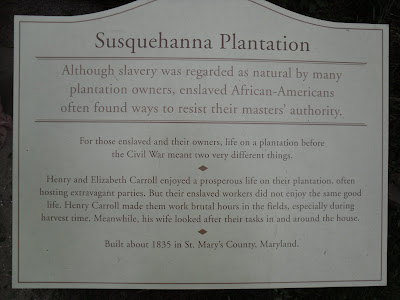 Susquehanna Plantation
Although slavery was regarded as natural by many
plantation owners, enslaved African-Americans
often found ways to resist their masters' authority.
For those enslaved and their owners, life on a plantation before
the Civil War meant two very different things.
Henry and Elizabeth Carroll enjoyed a prosperous life on their plantation, often
hosting extravagant parties. But their enslaved workers did not enjoy the same good
life. Henry Carroll made them work brutal hours in the fields, especially during
harvest time. Meanwhile, his wife looked after their tasks in and around the house.
Built about 1835 in St. Mary's County, Maryland.